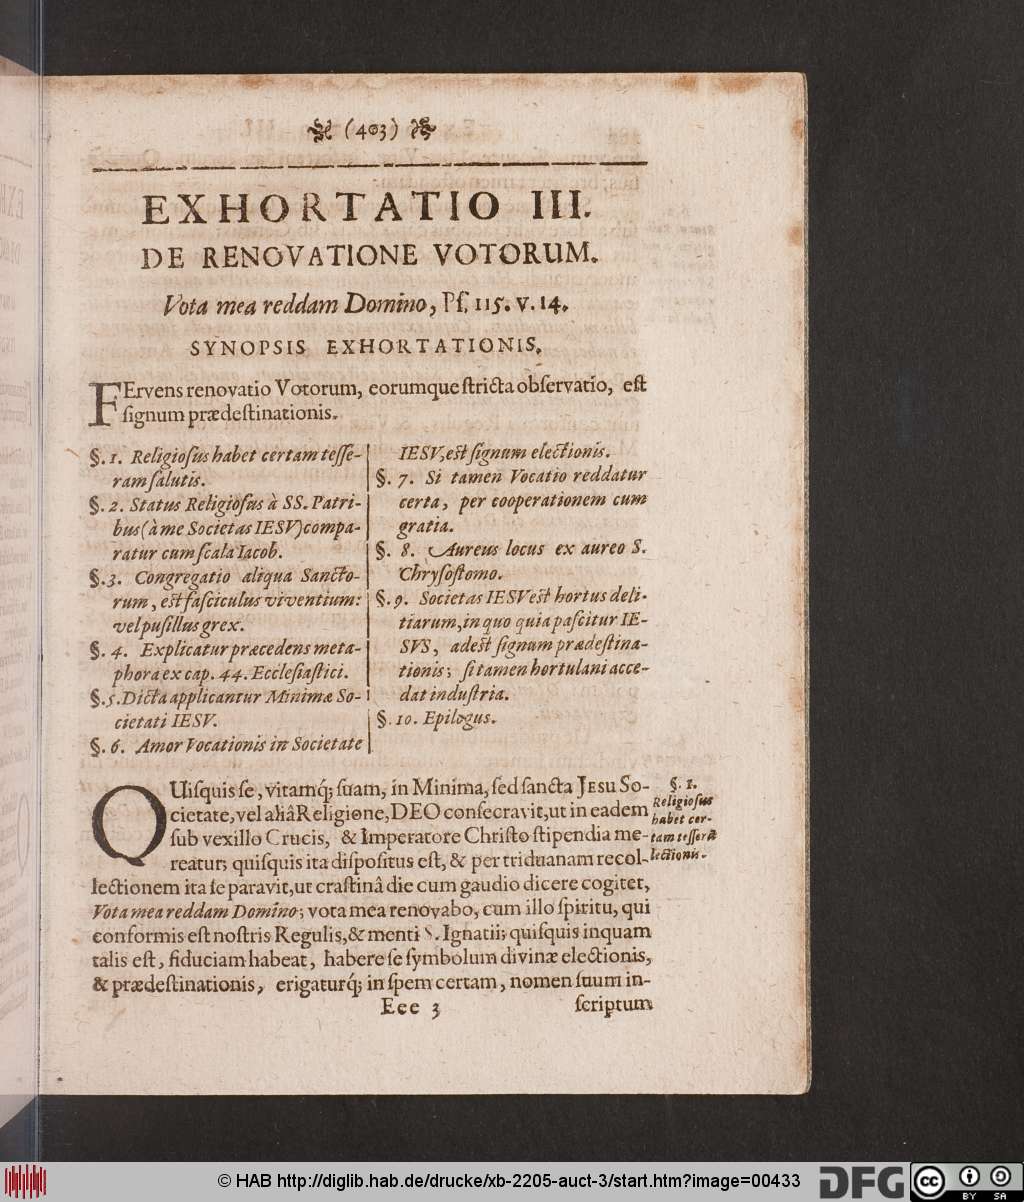 (403)
EXHORTATIO III.
DE RENOVATIONE VOTORUM.
Vota mea reddam Domino, Pſ. 115. v. 14.
SYNOPSIS EXHORTATIONIS.
FErvens renovatio Votorum, eorumque ſtricta obſervatio, eſt
ſignum prædeſtinationis.
§. 1. Religioſus habet certam teſſe-
ram ſalutis.
§. 2. Status Religioſus à SS. Patri-
bus (à me Societas IESV) compa-
ratur cum ſcala Iacob.
§. 3. Congregatio aliqua Sancto-
rum, eſt faſciculus viventium:
vel puſillus grex.
§. 4. Explicatur præcedens meta-
phora ex cap. 44. Eccleſiaſtici.
§. 5. Dicta applicantur Minimæ So-
cietati IESV.
§. 6. Amor Vocationis in Societate
IESV, eſt ſignum electionis.
§. 7. Si tamen Vocatio reddatur
certa, per cooperationem cum
gratia.
§. 8. Aureus locus ex aureo S.
Chryſoſtomo.
§. 9. Societas IESV eſt hortus deli-
tiarum, in quo quia paſcitur IE-
SVS, adeſt ſignum prædeſtina-
tionis; ſi tamen hortulani acce-
dat induſtria.
§. 10. Epilogus.
QUiſquis ſe, vitamq́; ſuam, in Minima, ſed ſancta JESU So-
cietate, vel aliâ Religione, DEO conſecravit, ut in eadem
ſub vexillo Crucis, & Imperatore Chriſto ſtipendia me-
reatur; quiſquis ita diſpoſitus eſt, & per triduanam recol-
lectionem ita ſe paravit, ut craſtinâ die cum gaudio dicere cogitet,
Vota mea reddam Domino; vota mea renovabo, cum illo ſpiritu, qui
conformis eſt noſtris Regulis, & menti S. Ignatii; quiſquis inquam
talis eſt, fiduciam habeat, habere ſe ſymbolum divinæ electionis,
& prædeſtinationis, erigaturq́; in ſpem certam, nomen ſuum in-
§. 1.
Religioſus
habet cer-
tam teſſerã
lectionis.
Eee 3
ſcriptum
© HAB http://diglib.hab.de/drucke/xb-2205-auct-3/start.htm?image=00433
DFG
cc
BY SA